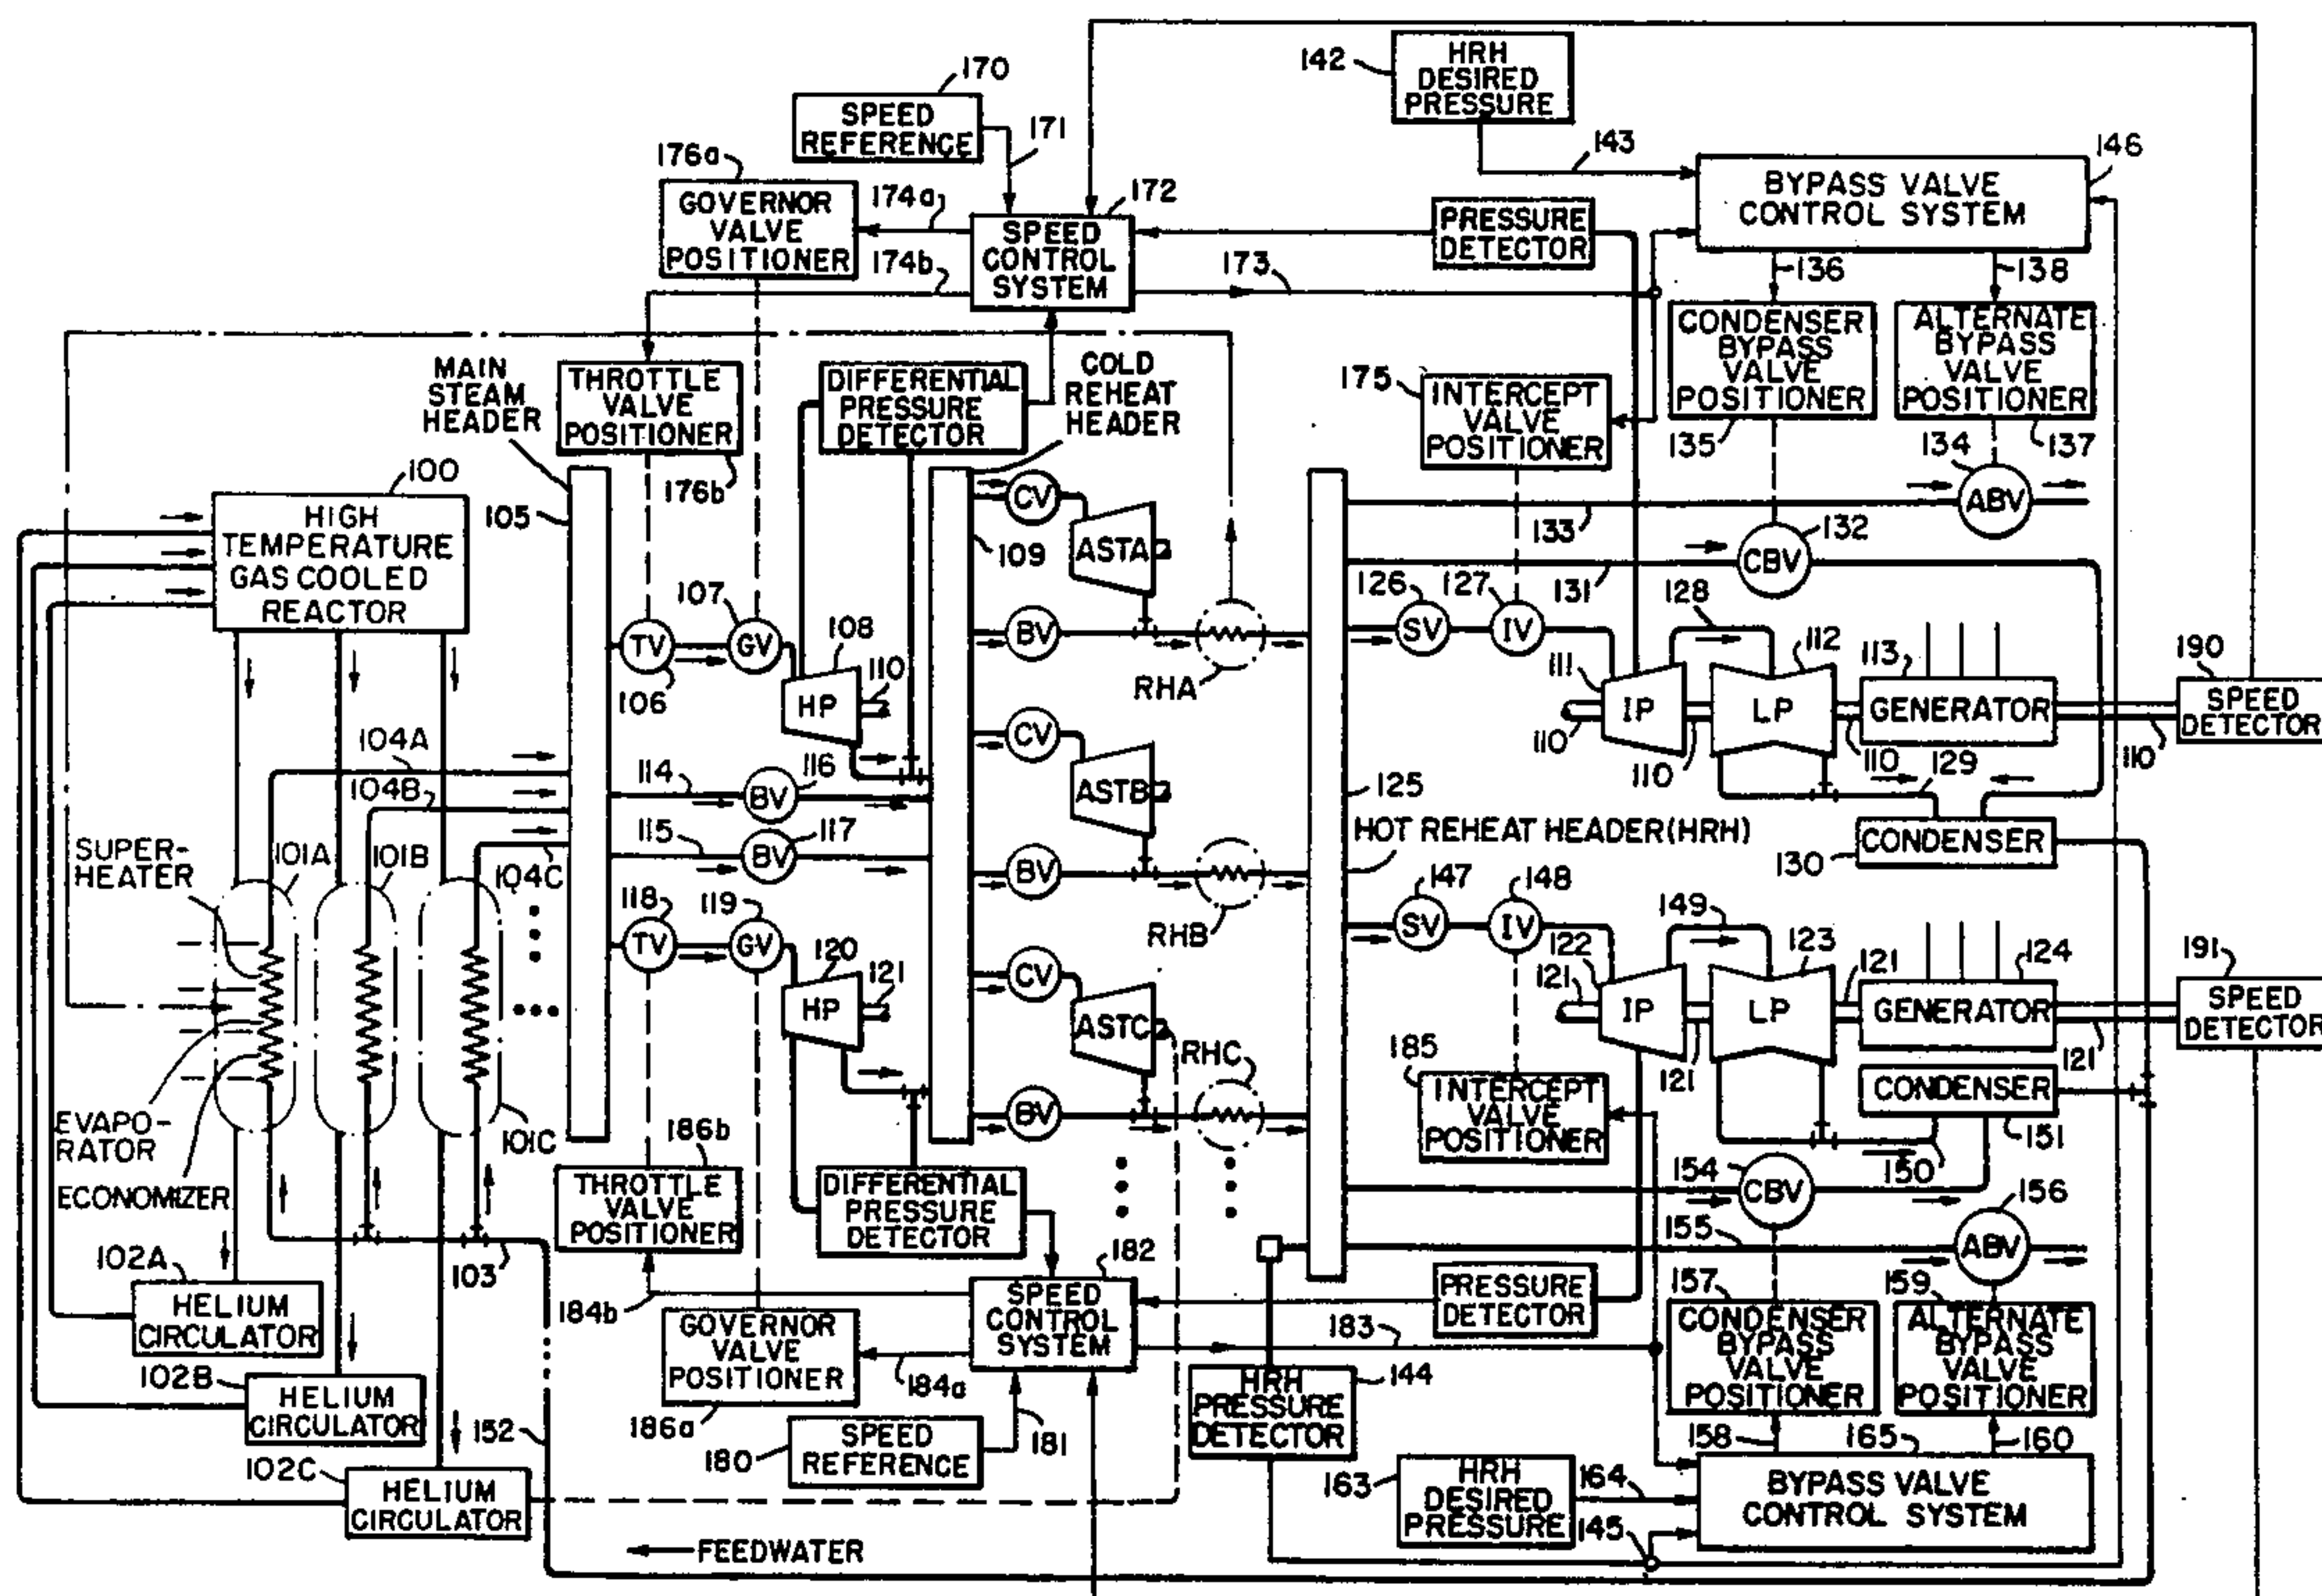 142
HRH
DESIRED
PRESSURE
170
SPEED
REFERENCE
171
143
146
176a
GOVERNOR
VALVE
POSITIONER
174a
174b
172
SPEED
CONTROL
SYSTEM
PRESSURE
DETECTOR
BYPASS VALVE
CONTROL SYSTEM
173
136
138
MAIN
STEAM
HEADER
THROTTLE
VALVE
POSITIONER
176b
DIFFERENTIAL
PRESSURE
DETECTOR
COLD
REHEAT
HEADER
175
INTERCEPT
VALVE
POSITIONER
CONDENSER
BYPASS
VALVE
POSITIONER
135
ALTERNATE
BYPASS
VALVE
POSITIONER
137
134
ABV
133
100
HIGH
TEMPERATURE
GAS COOLED
REACTOR
105
CV
ASTA
109
132
CBV
131
107
108
126
127
128
112
113
190
TV
GV
106
HP
110
BV
RHA
SV
IV
111
IP
LP
GENERATOR
SPEED
DETECTOR
110
110
110
110
129
104A
104B
104C
114
116
BV
115
117
BV
CV
ASTB
BV
RHB
125
HOT REHEAT HEADER (HRH)
CONDENSER
130
SUPER-
HEATER
101A
101B
101C
118
TV
119
GV
120
HP
121
CV
ASTC
BV
RHC
147
SV
148
IV
149
122
121
IP
121
123
LP
121
124
GENERATOR
121
191
SPEED
DETECTOR
EVAPO-
RATOR
ECONOMIZER
186b
THROTTLE
VALVE
POSITIONER
DIFFERENTIAL
PRESSURE
DETECTOR
185
INTERCEPT
VALVE
POSITIONER
CONDENSER
151
150
154
CBV
155
156
ABV
102A
HELIUM
CIRCULATOR
103
184b
GOVERNOR
VALVE
POSITIONER
186a
184a
182
SPEED
CONTROL
SYSTEM
PRESSURE
DETECTOR
183
157
CONDENSER
BYPASS
VALVE
POSITIONER
159
ALTERNATE
BYPASS
VALVE
POSITIONER
102B
HELIUM
CIRCULATOR
152
180
SPEED
REFERENCE
181
HRH
PRESSURE
DETECTOR
144
158
165
160
102C
HELIUM
CIRCULATOR
163
HRH
DESIRED
PRESSURE
164
145
BYPASS VALVE
CONTROL SYSTEM
FEEDWATER